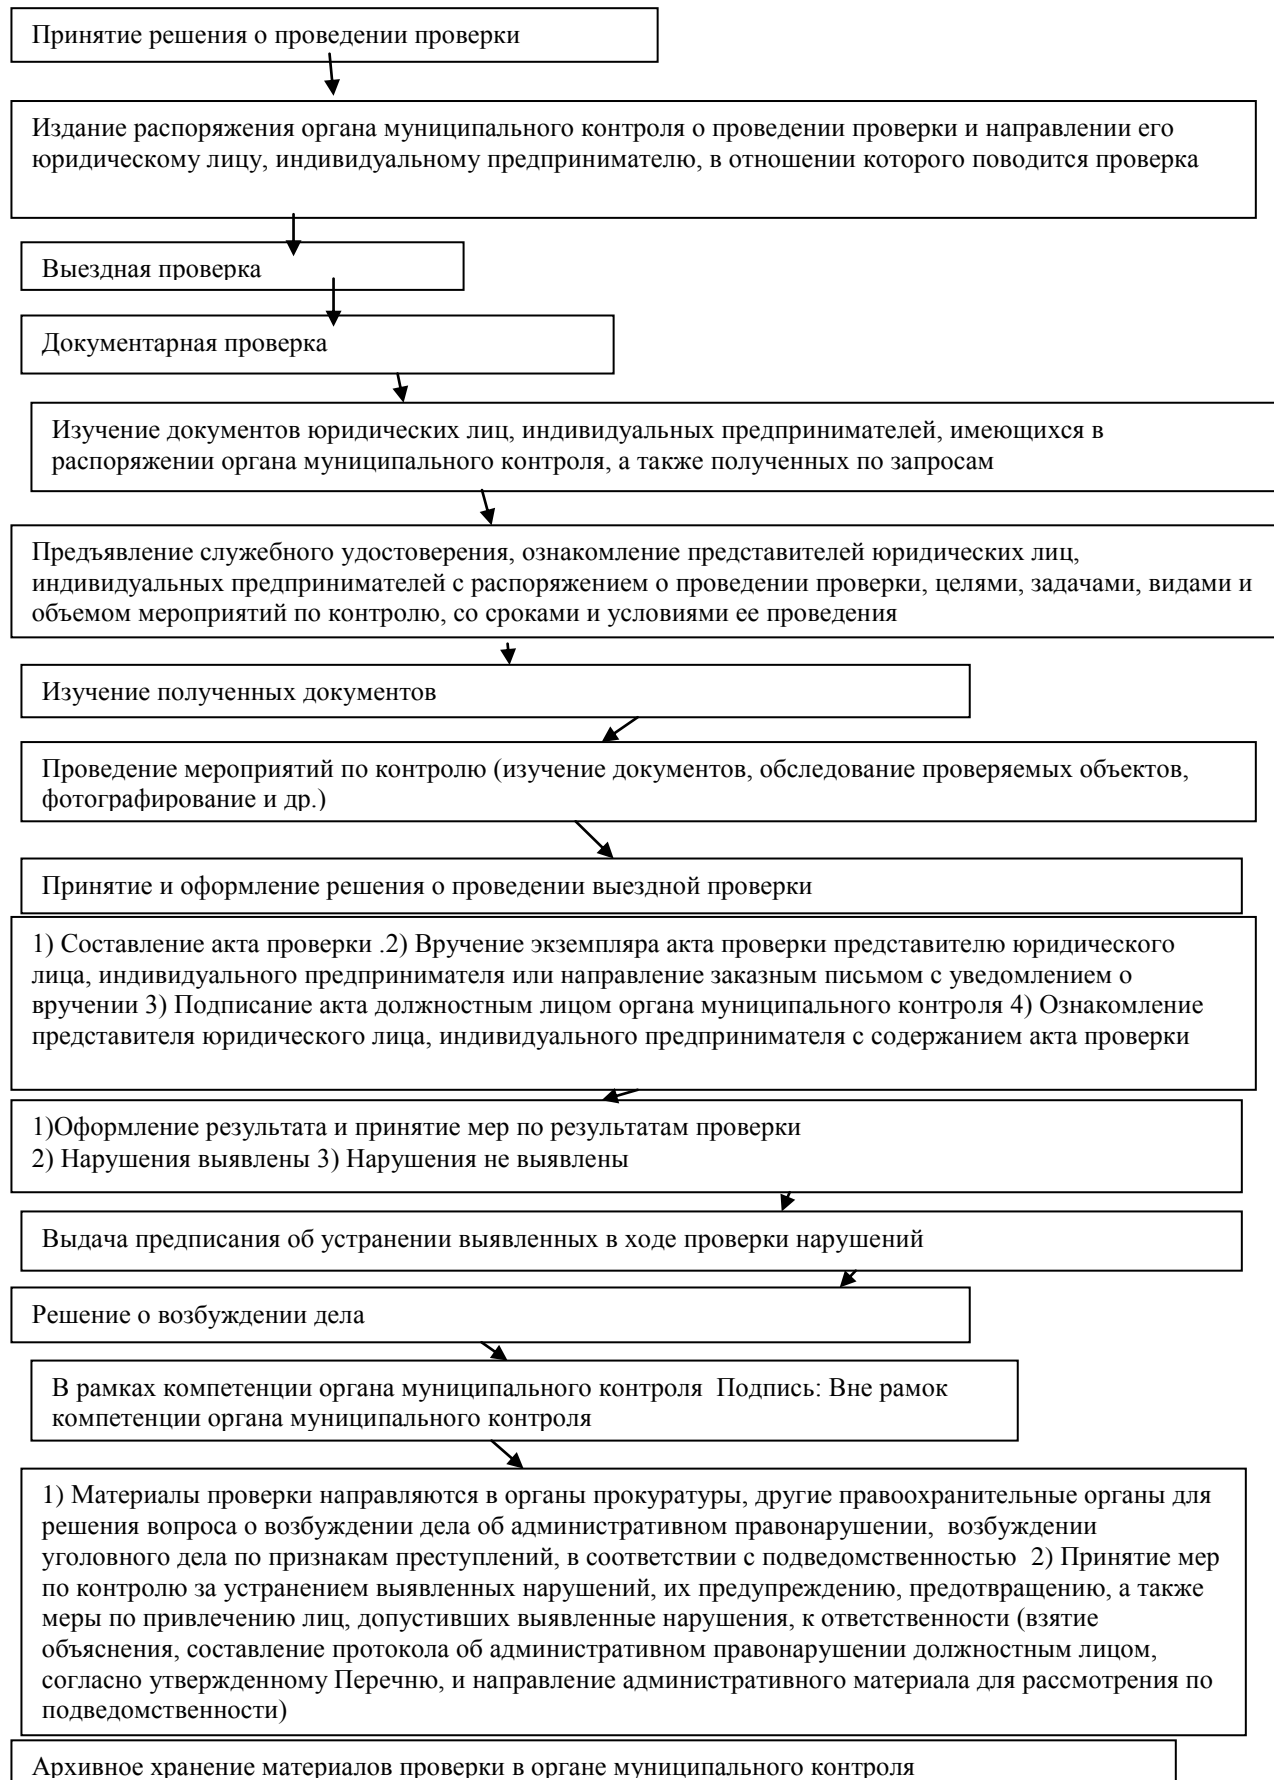 Принятие решения о проведении проверки
Издание распоряжения органа муниципального контроля о проведении проверки и направлении его
юридическому лицу, индивидуальному предпринимателю, в отношении которого поводится проверка
Выездная проверка
Документарная проверка
Изучение документов юридических лиц, индивидуальных предпринимателей, имеющихся в
распоряжении органа муниципального контроля, а также полученных по запросам
Предъявление служебного удостоверения, ознакомление представителей юридических лиц,
индивидуальных предпринимателей с распоряжением о проведении проверки, целями, задачами, видами и
объемом мероприятий по контролю, со сроками и условиями ее проведения
Изучение полученных документов
Проведение мероприятий по контролю (изучение документов, обследование проверяемых объектов,
фотографирование и др.)
Принятие и оформление решения о проведении выездной проверки
1) Составление акта проверки .2) Вручение экземпляра акта проверки представителю юридического
лица, индивидуального предпринимателя или направление заказным письмом с уведомлением о
вручении 3) Подписание акта должностным лицом органа муниципального контроля 4) Ознакомление
представителя юридического лица, индивидуального предпринимателя с содержанием акта проверки
1)Оформление результата и принятие мер по результатам проверки
2) Нарушения выявлены 3) Нарушения не выявлены
Выдача предписания об устранении выявленных в ходе проверки нарушений
Решение о возбуждении дела
В рамках компетенции органа муниципального контроля  Подпись: Вне рамок
компетенции органа муниципального контроля
1) Материалы проверки направляются в органы прокуратуры, другие правоохранительные органы для
решения вопроса о возбуждении дела об административном правонарушении,  возбуждении
уголовного дела по признакам преступлений, в соответствии с подведомственностью  2) Принятие мер
по контролю за устранением выявленных нарушений, их предупреждению, предотвращению, а также
меры по привлечению лиц, допустивших выявленные нарушения, к ответственности (взятие
объяснения, составление протокола об административном правонарушении должностным лицом,
согласно утвержденному Перечню, и направление административного материала для рассмотрения по
подведомственности)
Архивное хранение материалов проверки в органе муниципального контроля